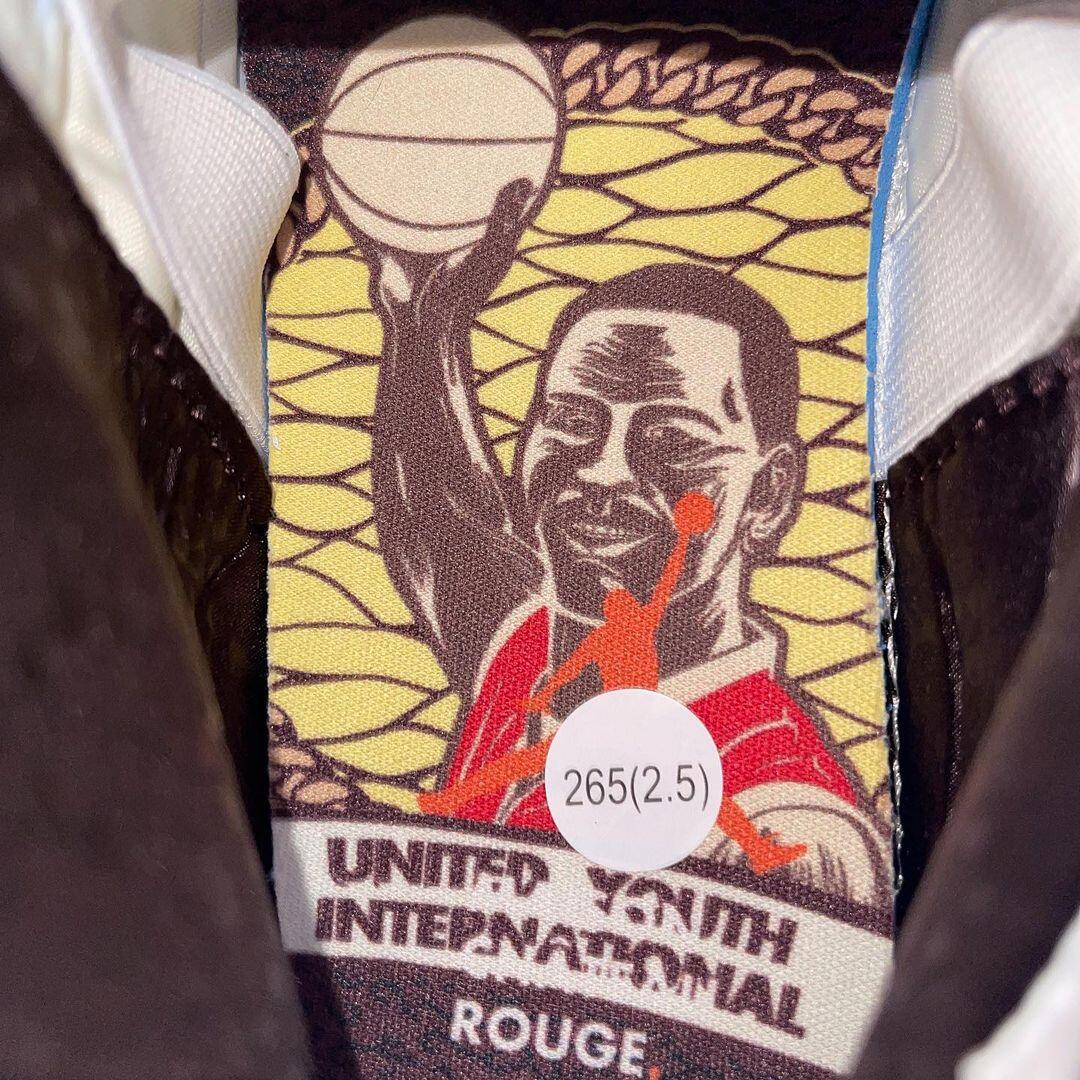 265(2.5)
UNITED YOUTH
INTERNATIONAL
ROUGE.